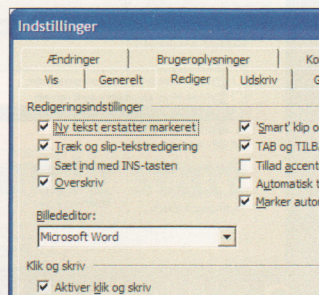 Indstillinger
Ændringer Brugeroplysninger Ko
Vis Generelt Rediger Udskriv G
Redigeringsindstillinger
Ny tekst erstatter markeret 'Smart' klip o
Træk og slip-tekstredigering TAB og TILB
Sæt ind med INS-tasten Tillad accent
Overskriv Automatisk t
Marker autom
Billededitor:
Microsoft Word
Klik og skriv
Aktiver klik og skriv